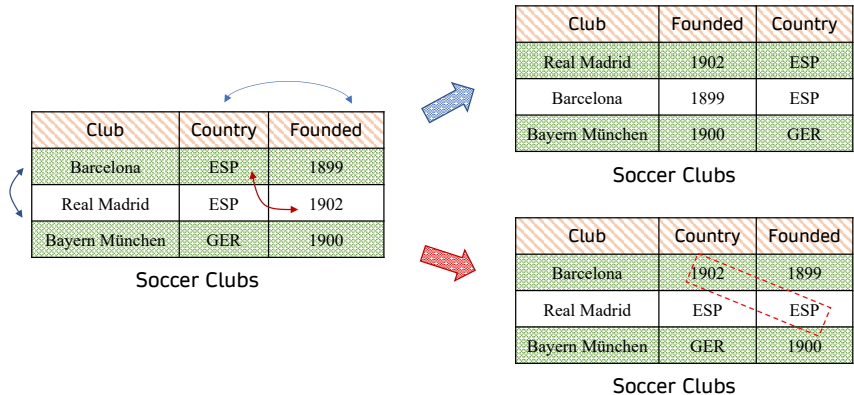 Club Country Founded
Barcelona ESP 1899
Real Madrid ESP 1902
Bayern München GER 1900
Soccer Clubs
Club Founded Country
Real Madrid 1902 ESP
Barcelona 1899 ESP
Bayern München 1900 GER
Soccer Clubs
Club Country Founded
Barcelona 1902 1899
Real Madrid ESP ESP
Bayern München GER 1900
Soccer Clubs